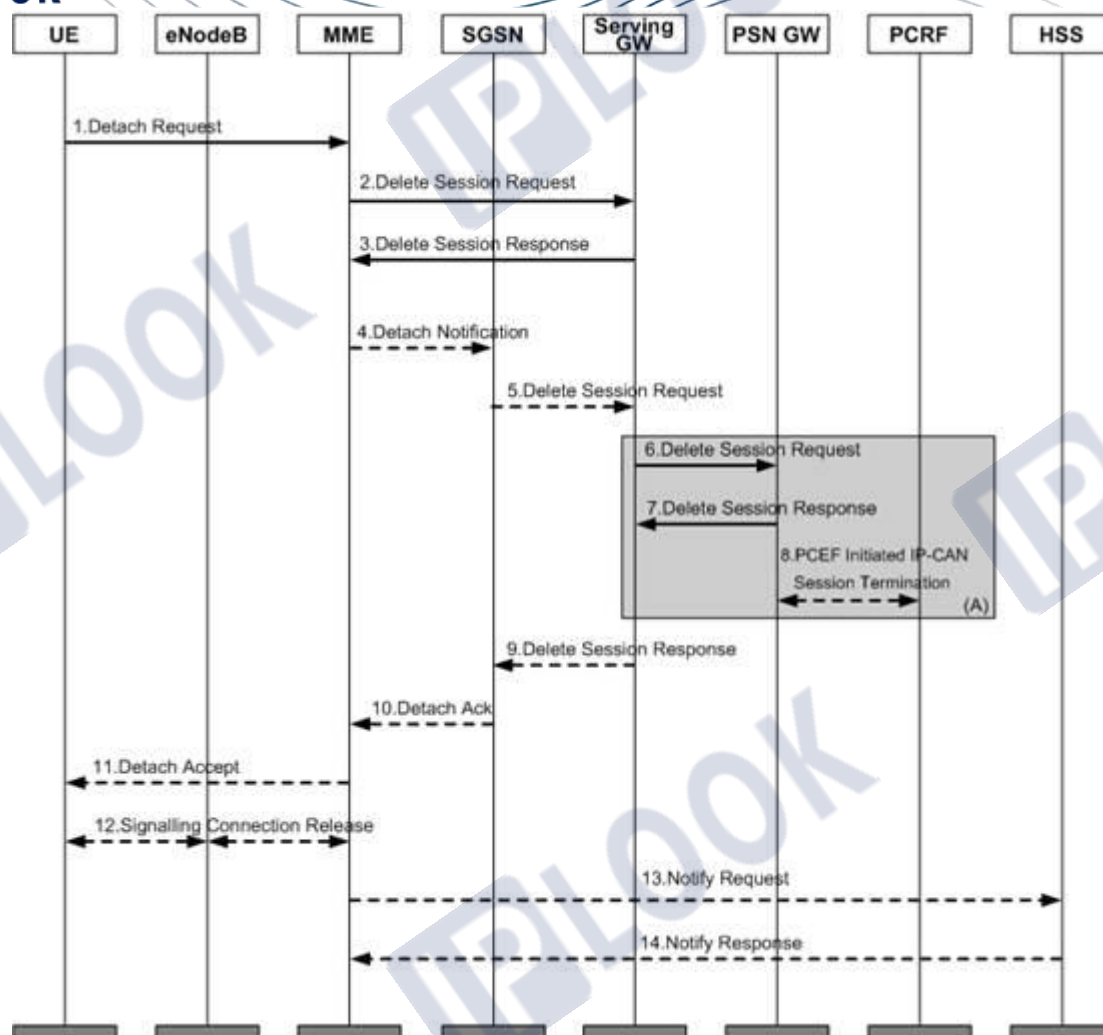 UE
eNodeB
MME
SGSN
Serving
GW
PSN GW
PCRF
HSS
1.Detach Request
2.Delete Session Request
3.Delete Session Response
4.Detach Notification
5.Delete Session Request
6.Delete Session Request
7.Delete Session Response
8.PCEF Initiated IP-CAN
Session Termination
(A)
9.Delete Session Response
10.Detach Ack
11.Detach Accept
12.Signalling Connection Release
13.Notify Request
14.Notify Response
IPLOOK
IPLOOK